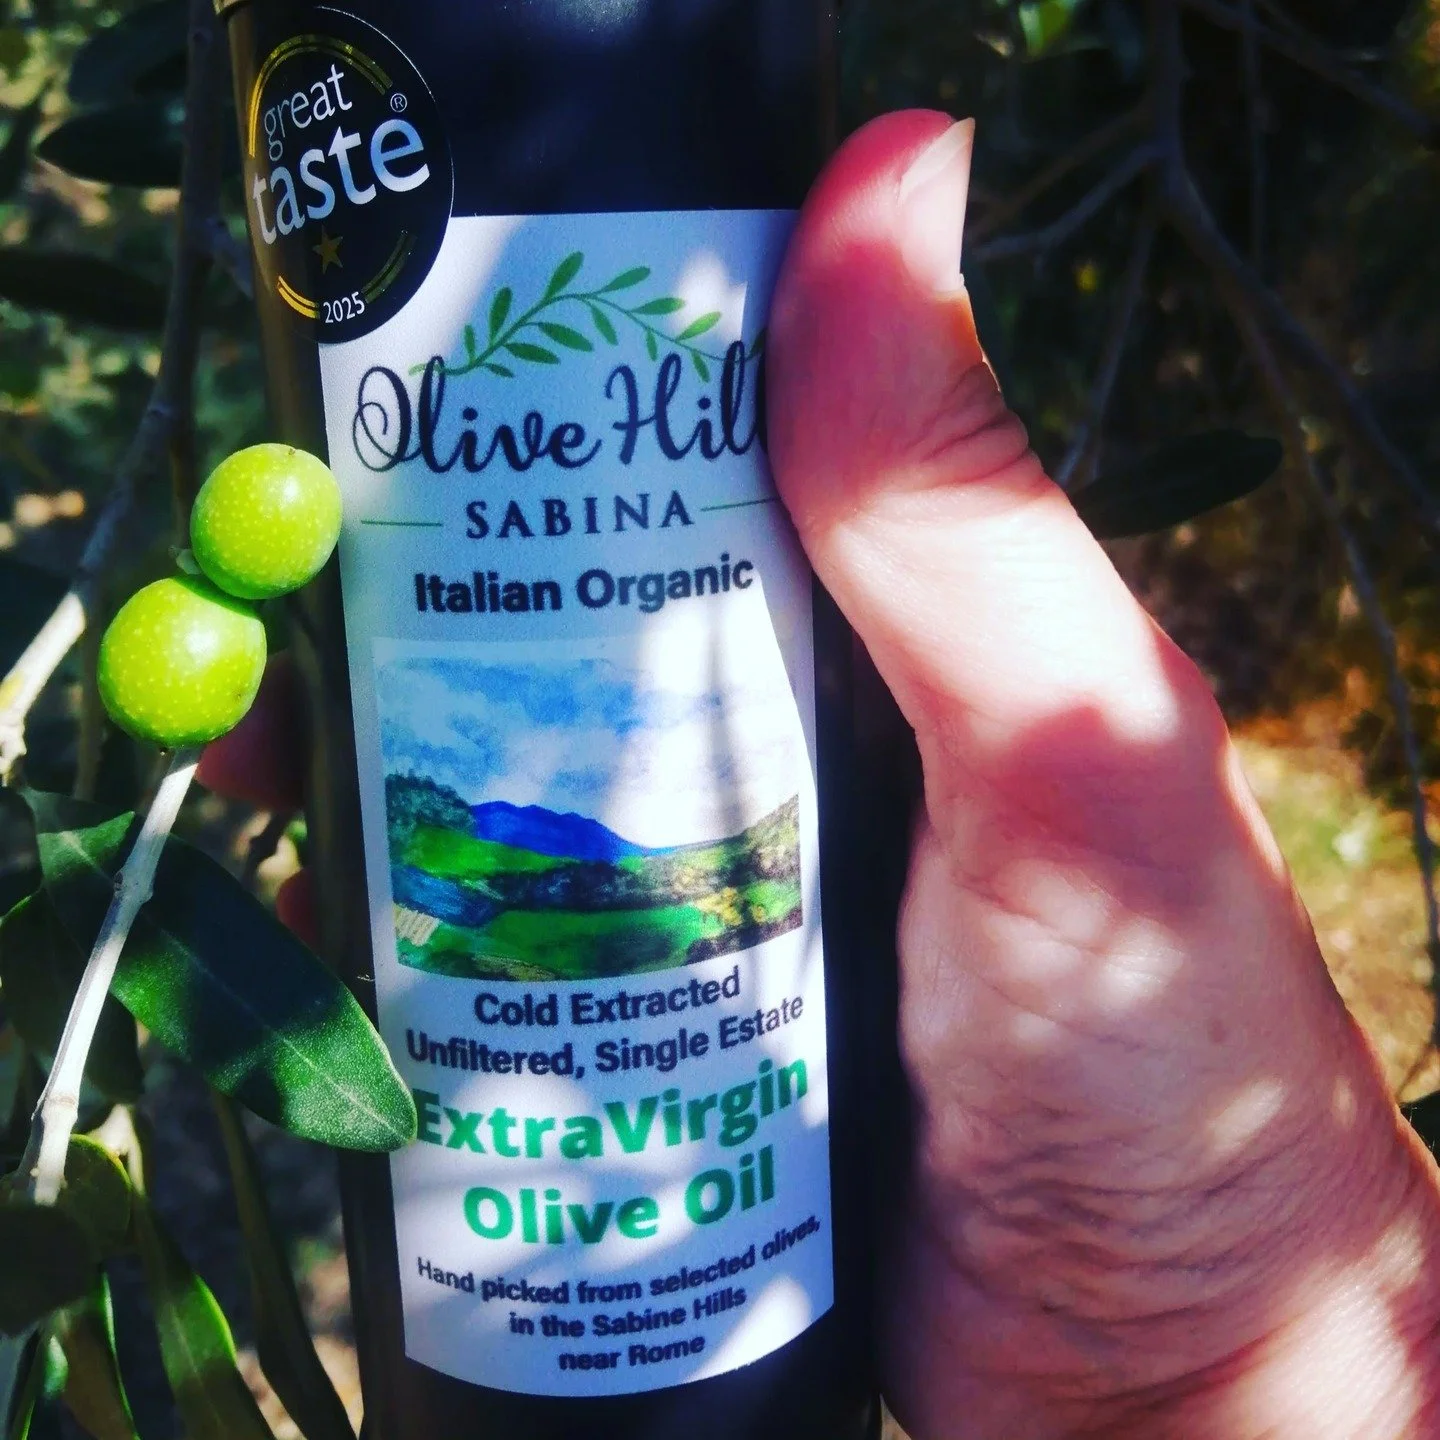 great
taste®
2025
Olive Hill
SABINA
Italian Organic
Cold Extracted
Unfiltered, Single Estate
ExtraVirgin
Olive Oil
Hand picked from selected olives,
in the Sabine Hills
near Rome